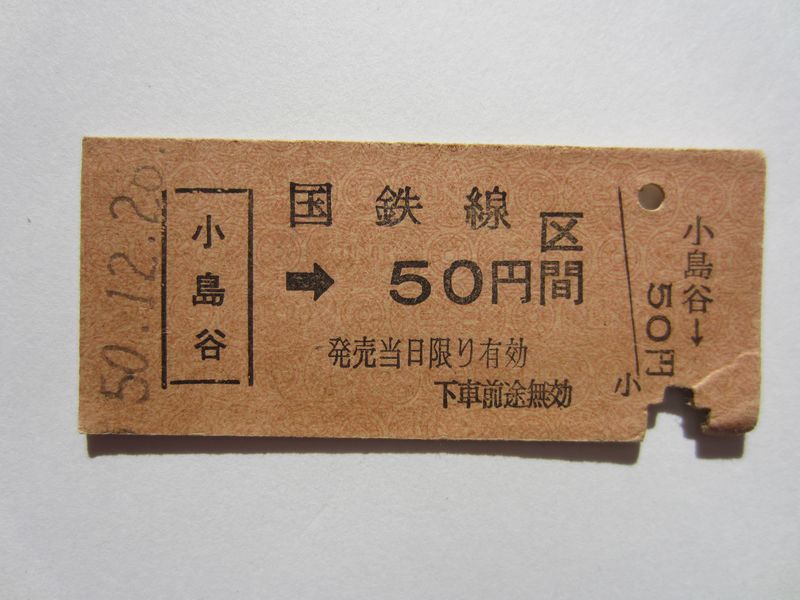 50.12.20.
小島谷
国鉄線区
➡ 50円間
発売当日限り有効
下車前途無効
小島谷→
50円
小